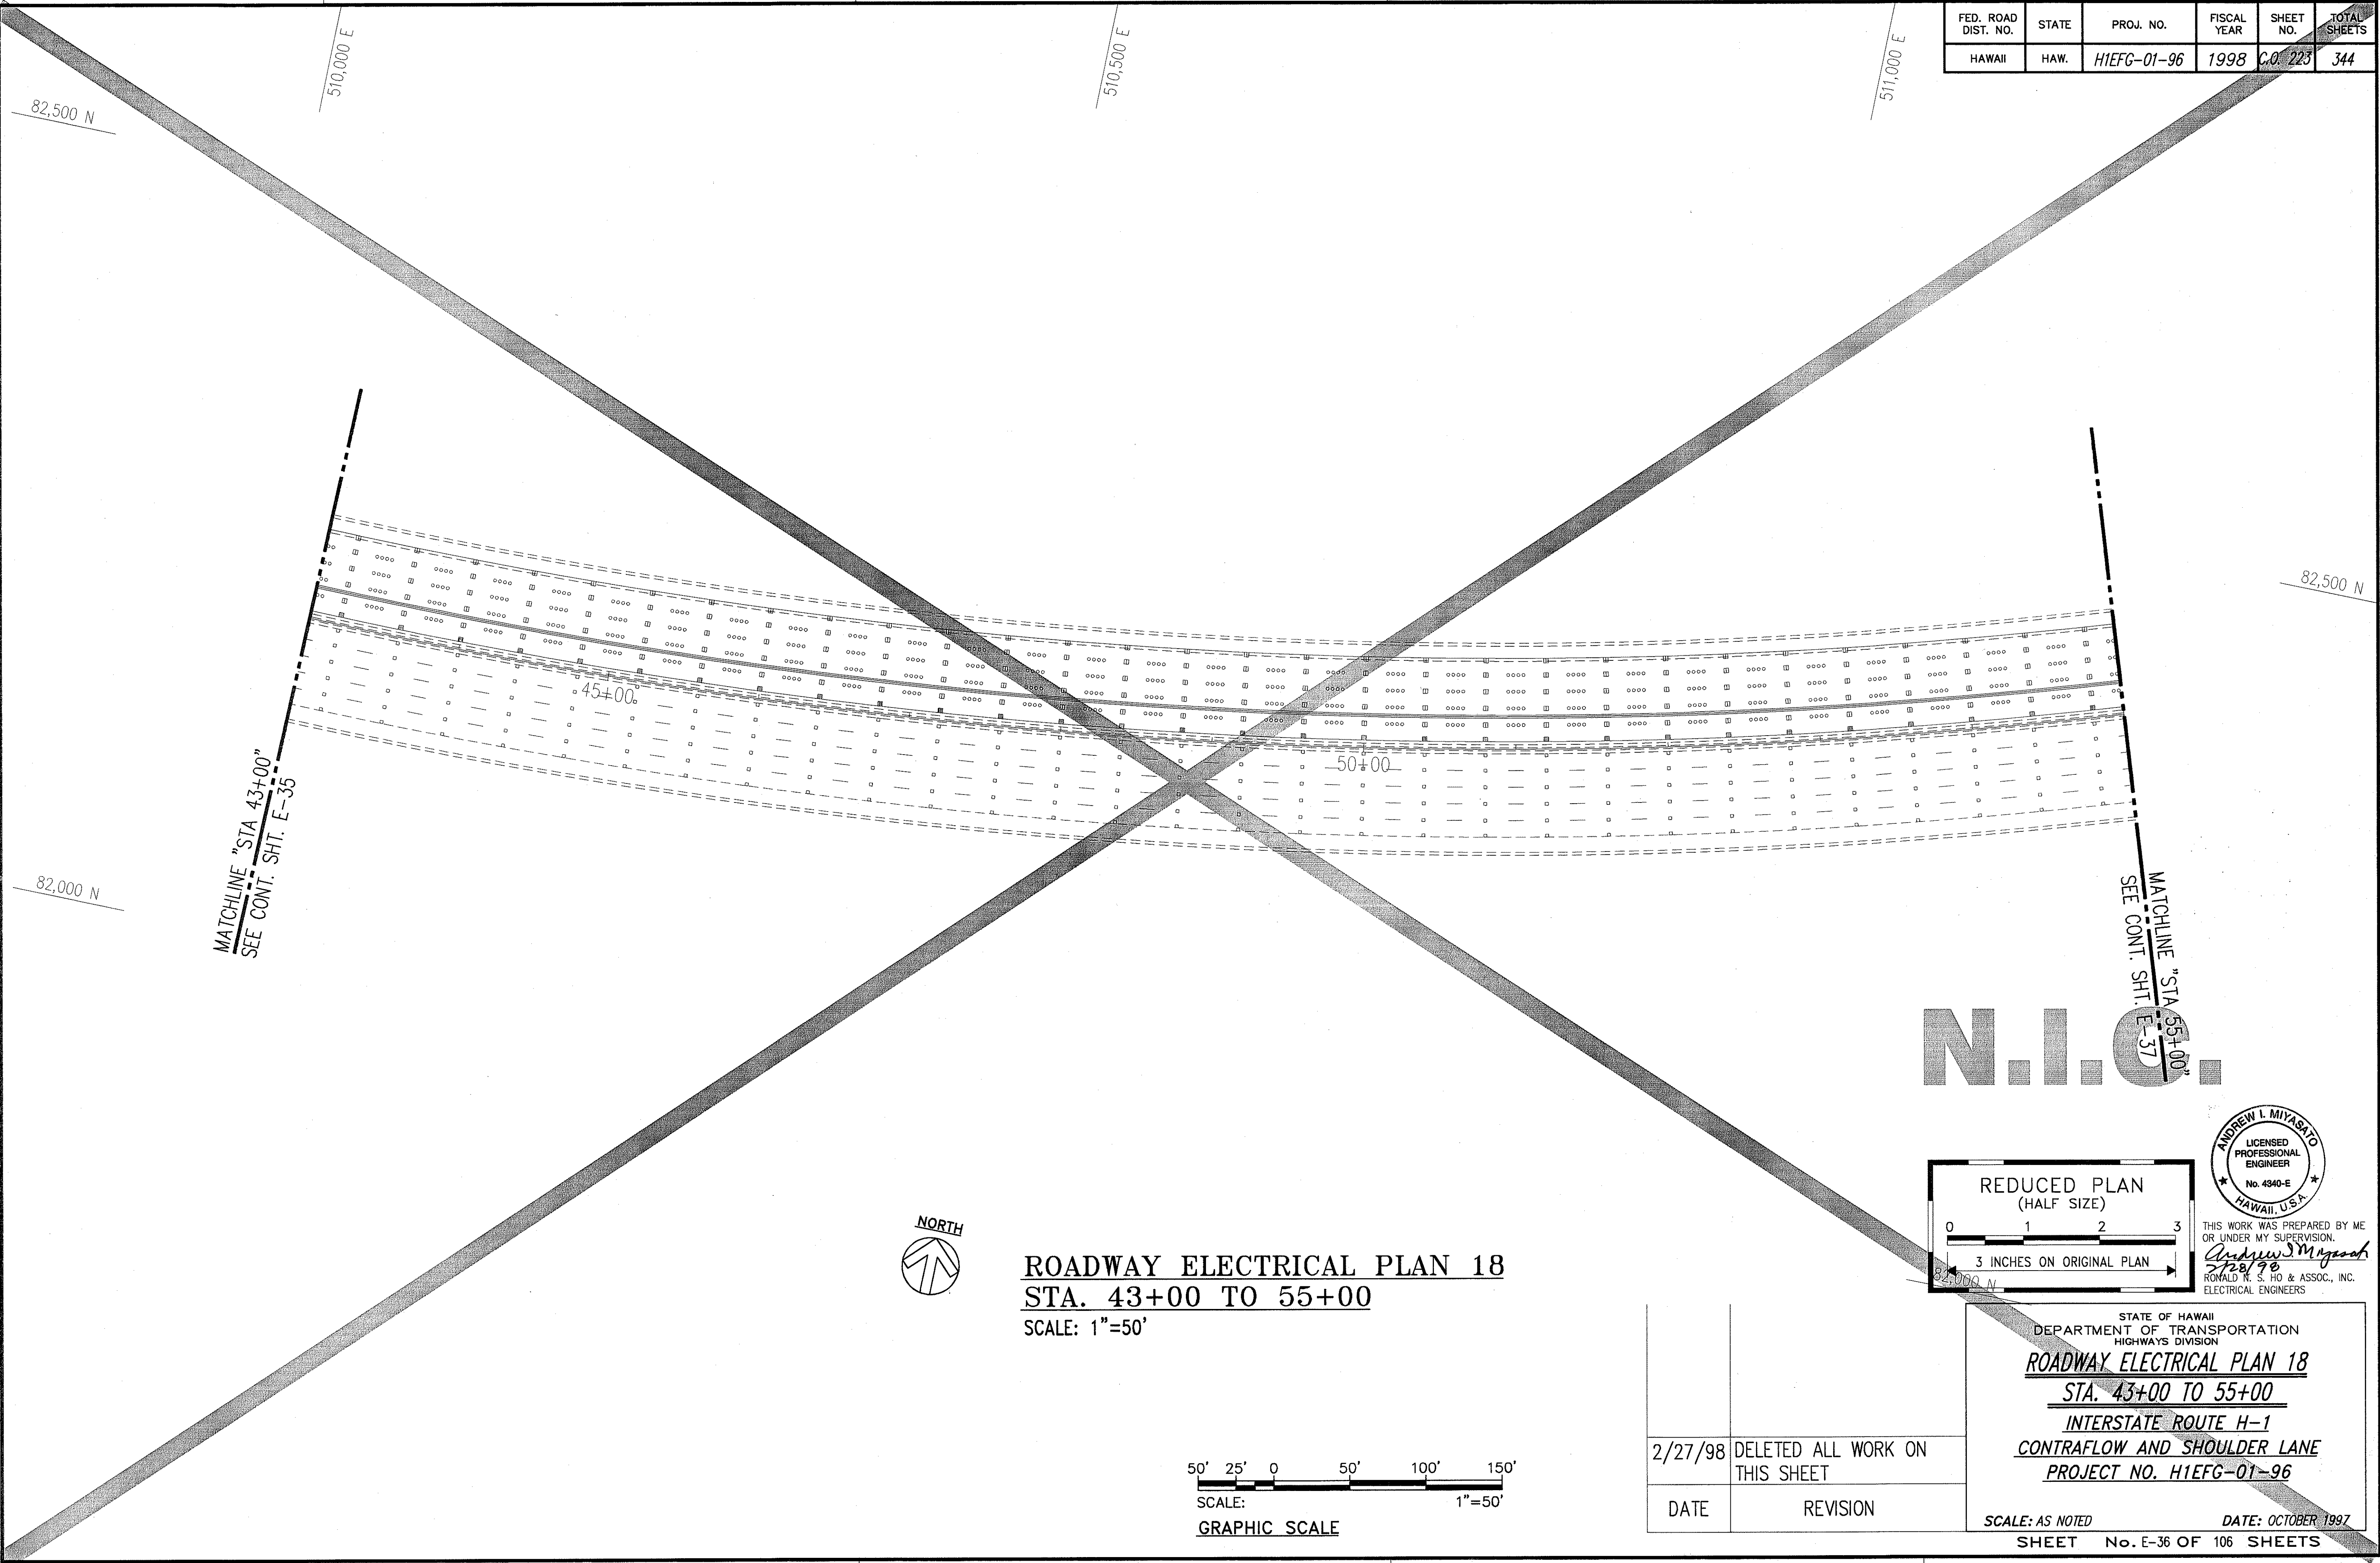 FED. ROAD DIST. NO. STATE PROJ. NO. FISCAL YEAR SHEET NO. TOTAL SHEETS
HAWAII HAW. H1EFG-01-96 1998 C.O. 223 344
510,000 E
510,500 E
511,000 E
82,500 N
82,500 N
45+00
50+00
82,000 N
MATCHLINE "STA 43+00"
SEE CONT. SHT. E-35
MATCHLINE "STA 55+00"
SEE CONT. SHT. E-37
N.I.C.
ANDREW I. MIYASATO
LICENSED
PROFESSIONAL
ENGINEER
No. 4340-E
HAWAII, U.S.A.
REDUCED PLAN
(HALF SIZE)
0 1 2 3
3 INCHES ON ORIGINAL PLAN
82,000 N
THIS WORK WAS PREPARED BY ME
OR UNDER MY SUPERVISION.
Andrew I. Miyasato
2/28/98
RONALD N. S. HO & ASSOC., INC.
ELECTRICAL ENGINEERS
NORTH
ROADWAY ELECTRICAL PLAN 18
STA. 43+00 TO 55+00
SCALE: 1"=50'
50' 25' 0 50' 100' 150'
SCALE: 1"=50'
GRAPHIC SCALE
2/27/98 DELETED ALL WORK ON
THIS SHEET
DATE REVISION
STATE OF HAWAII
DEPARTMENT OF TRANSPORTATION
HIGHWAYS DIVISION
ROADWAY ELECTRICAL PLAN 18
STA. 43+00 TO 55+00
INTERSTATE ROUTE H-1
CONTRAFLOW AND SHOULDER LANE
PROJECT NO. H1EFG-01-96
SCALE: AS NOTED DATE: OCTOBER 1997
SHEET No. E-36 OF 106 SHEETS